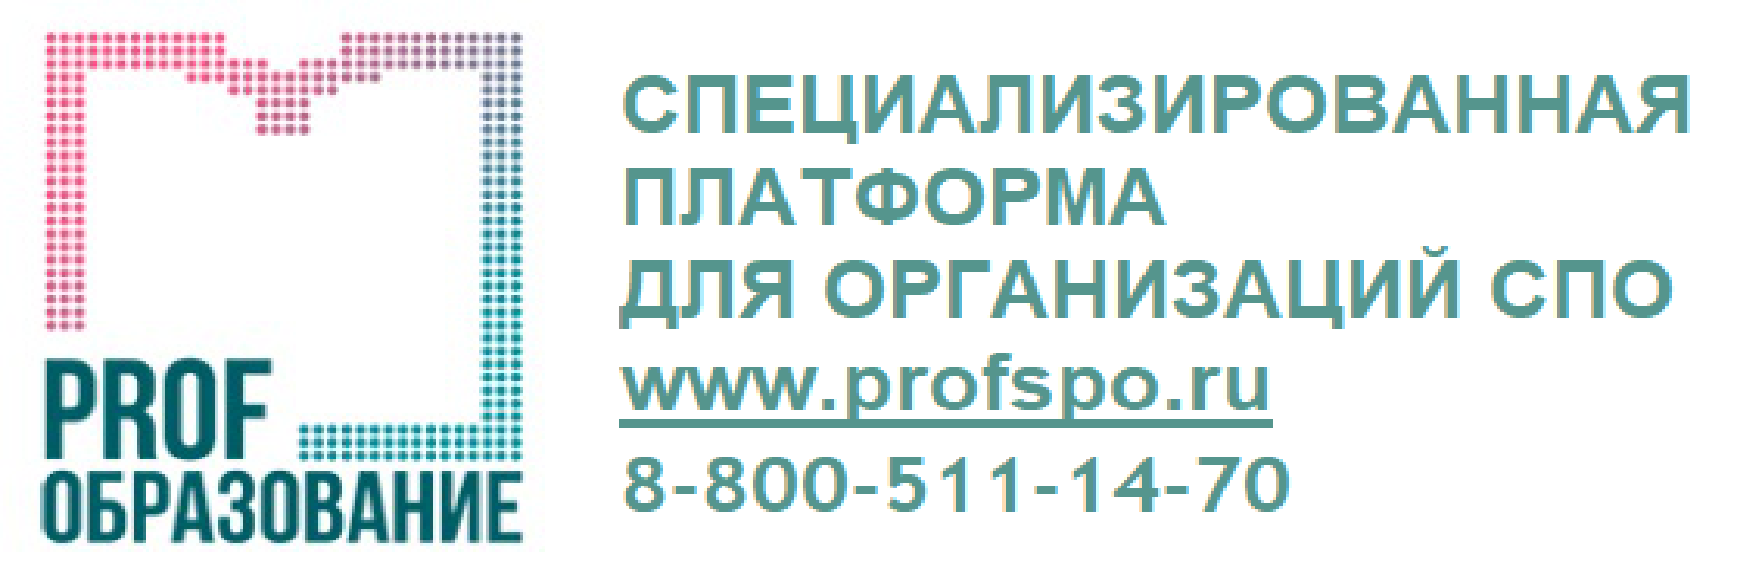 PROF
ОБРАЗОВАНИЕ
СПЕЦИАЛИЗИРОВАННАЯ
ПЛАТФОРМА
ДЛЯ ОРГАНИЗАЦИЙ СПО
www.profspo.ru
8-800-511-14-70